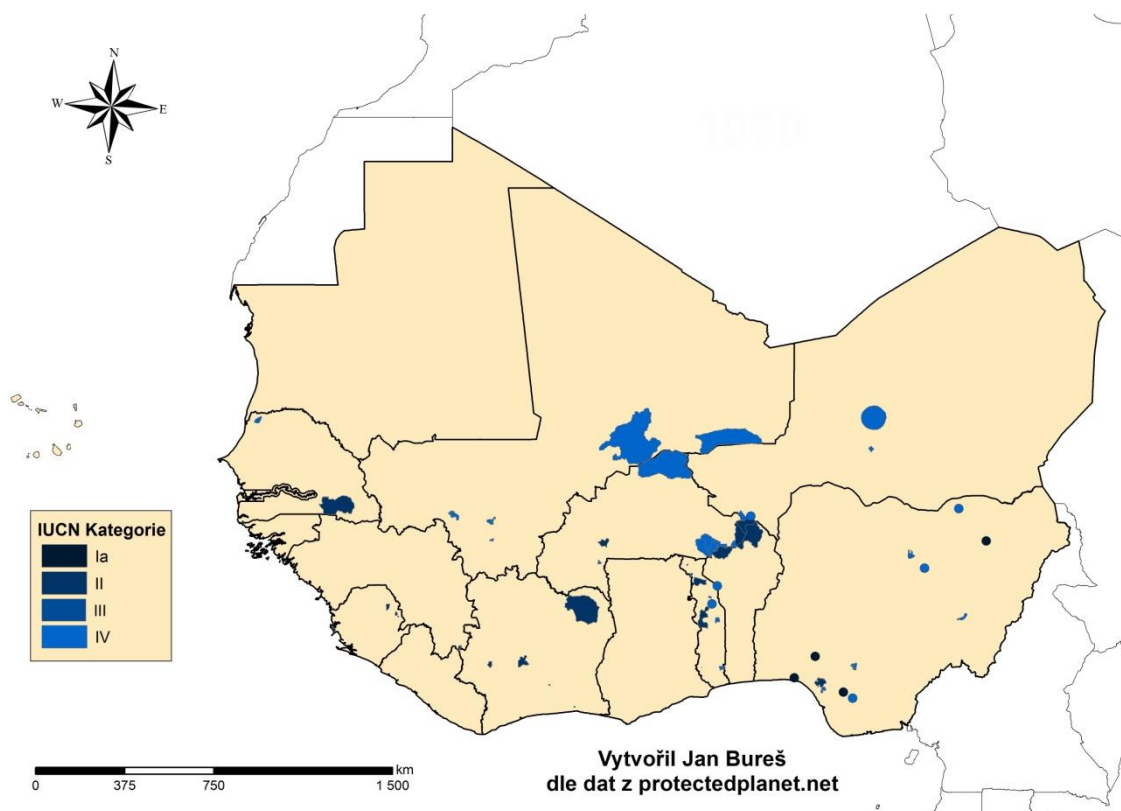 N
W E
S
IUCN Kategorie
Ia
II
III
IV
km
0 375 750 1 500
Vytvořil Jan Bureš
dle dat z protectedplanet.net